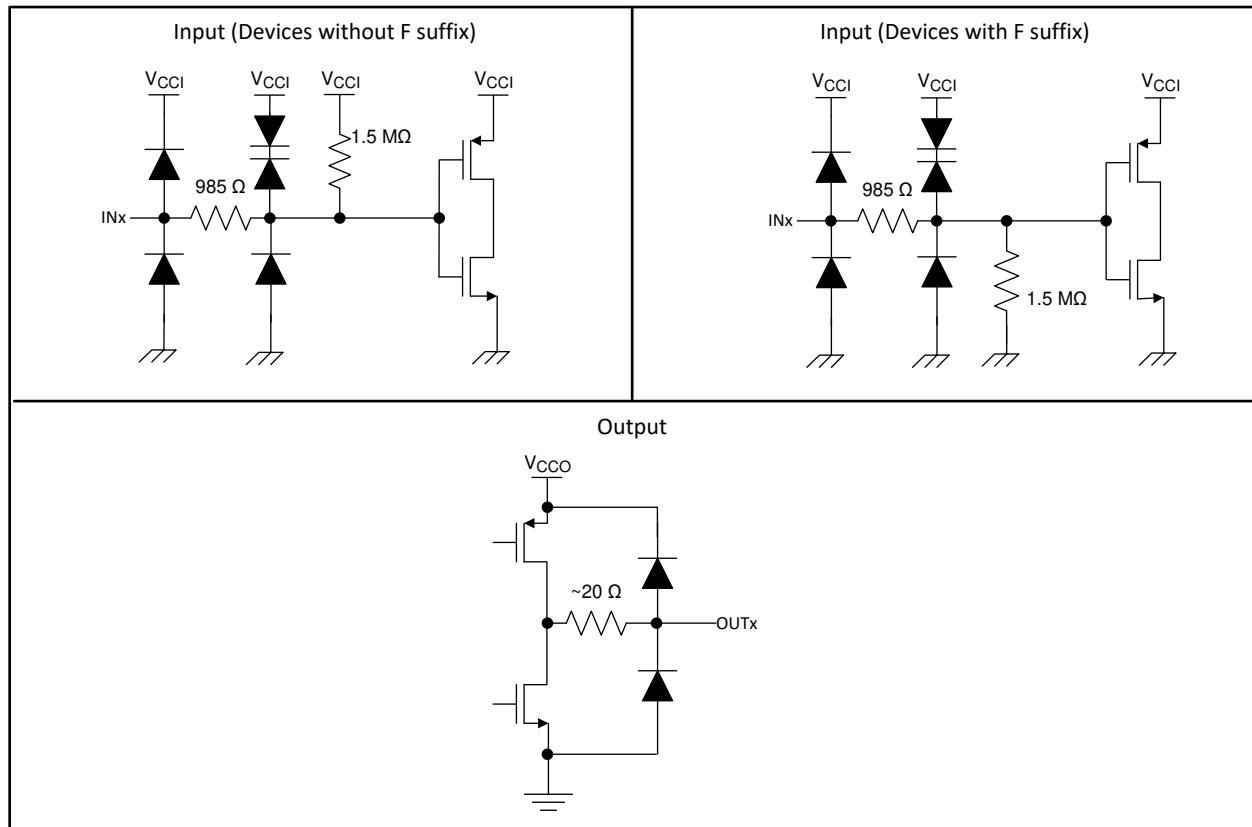 Input (Devices without F suffix)
VCCI VCCI VCCI VCCI
1.5 MΩ
985 Ω
INx
Input (Devices with F suffix)
VCCI VCCI VCCI
985 Ω
INx
1.5 MΩ
Output
VCCO
~20 Ω
OUTx